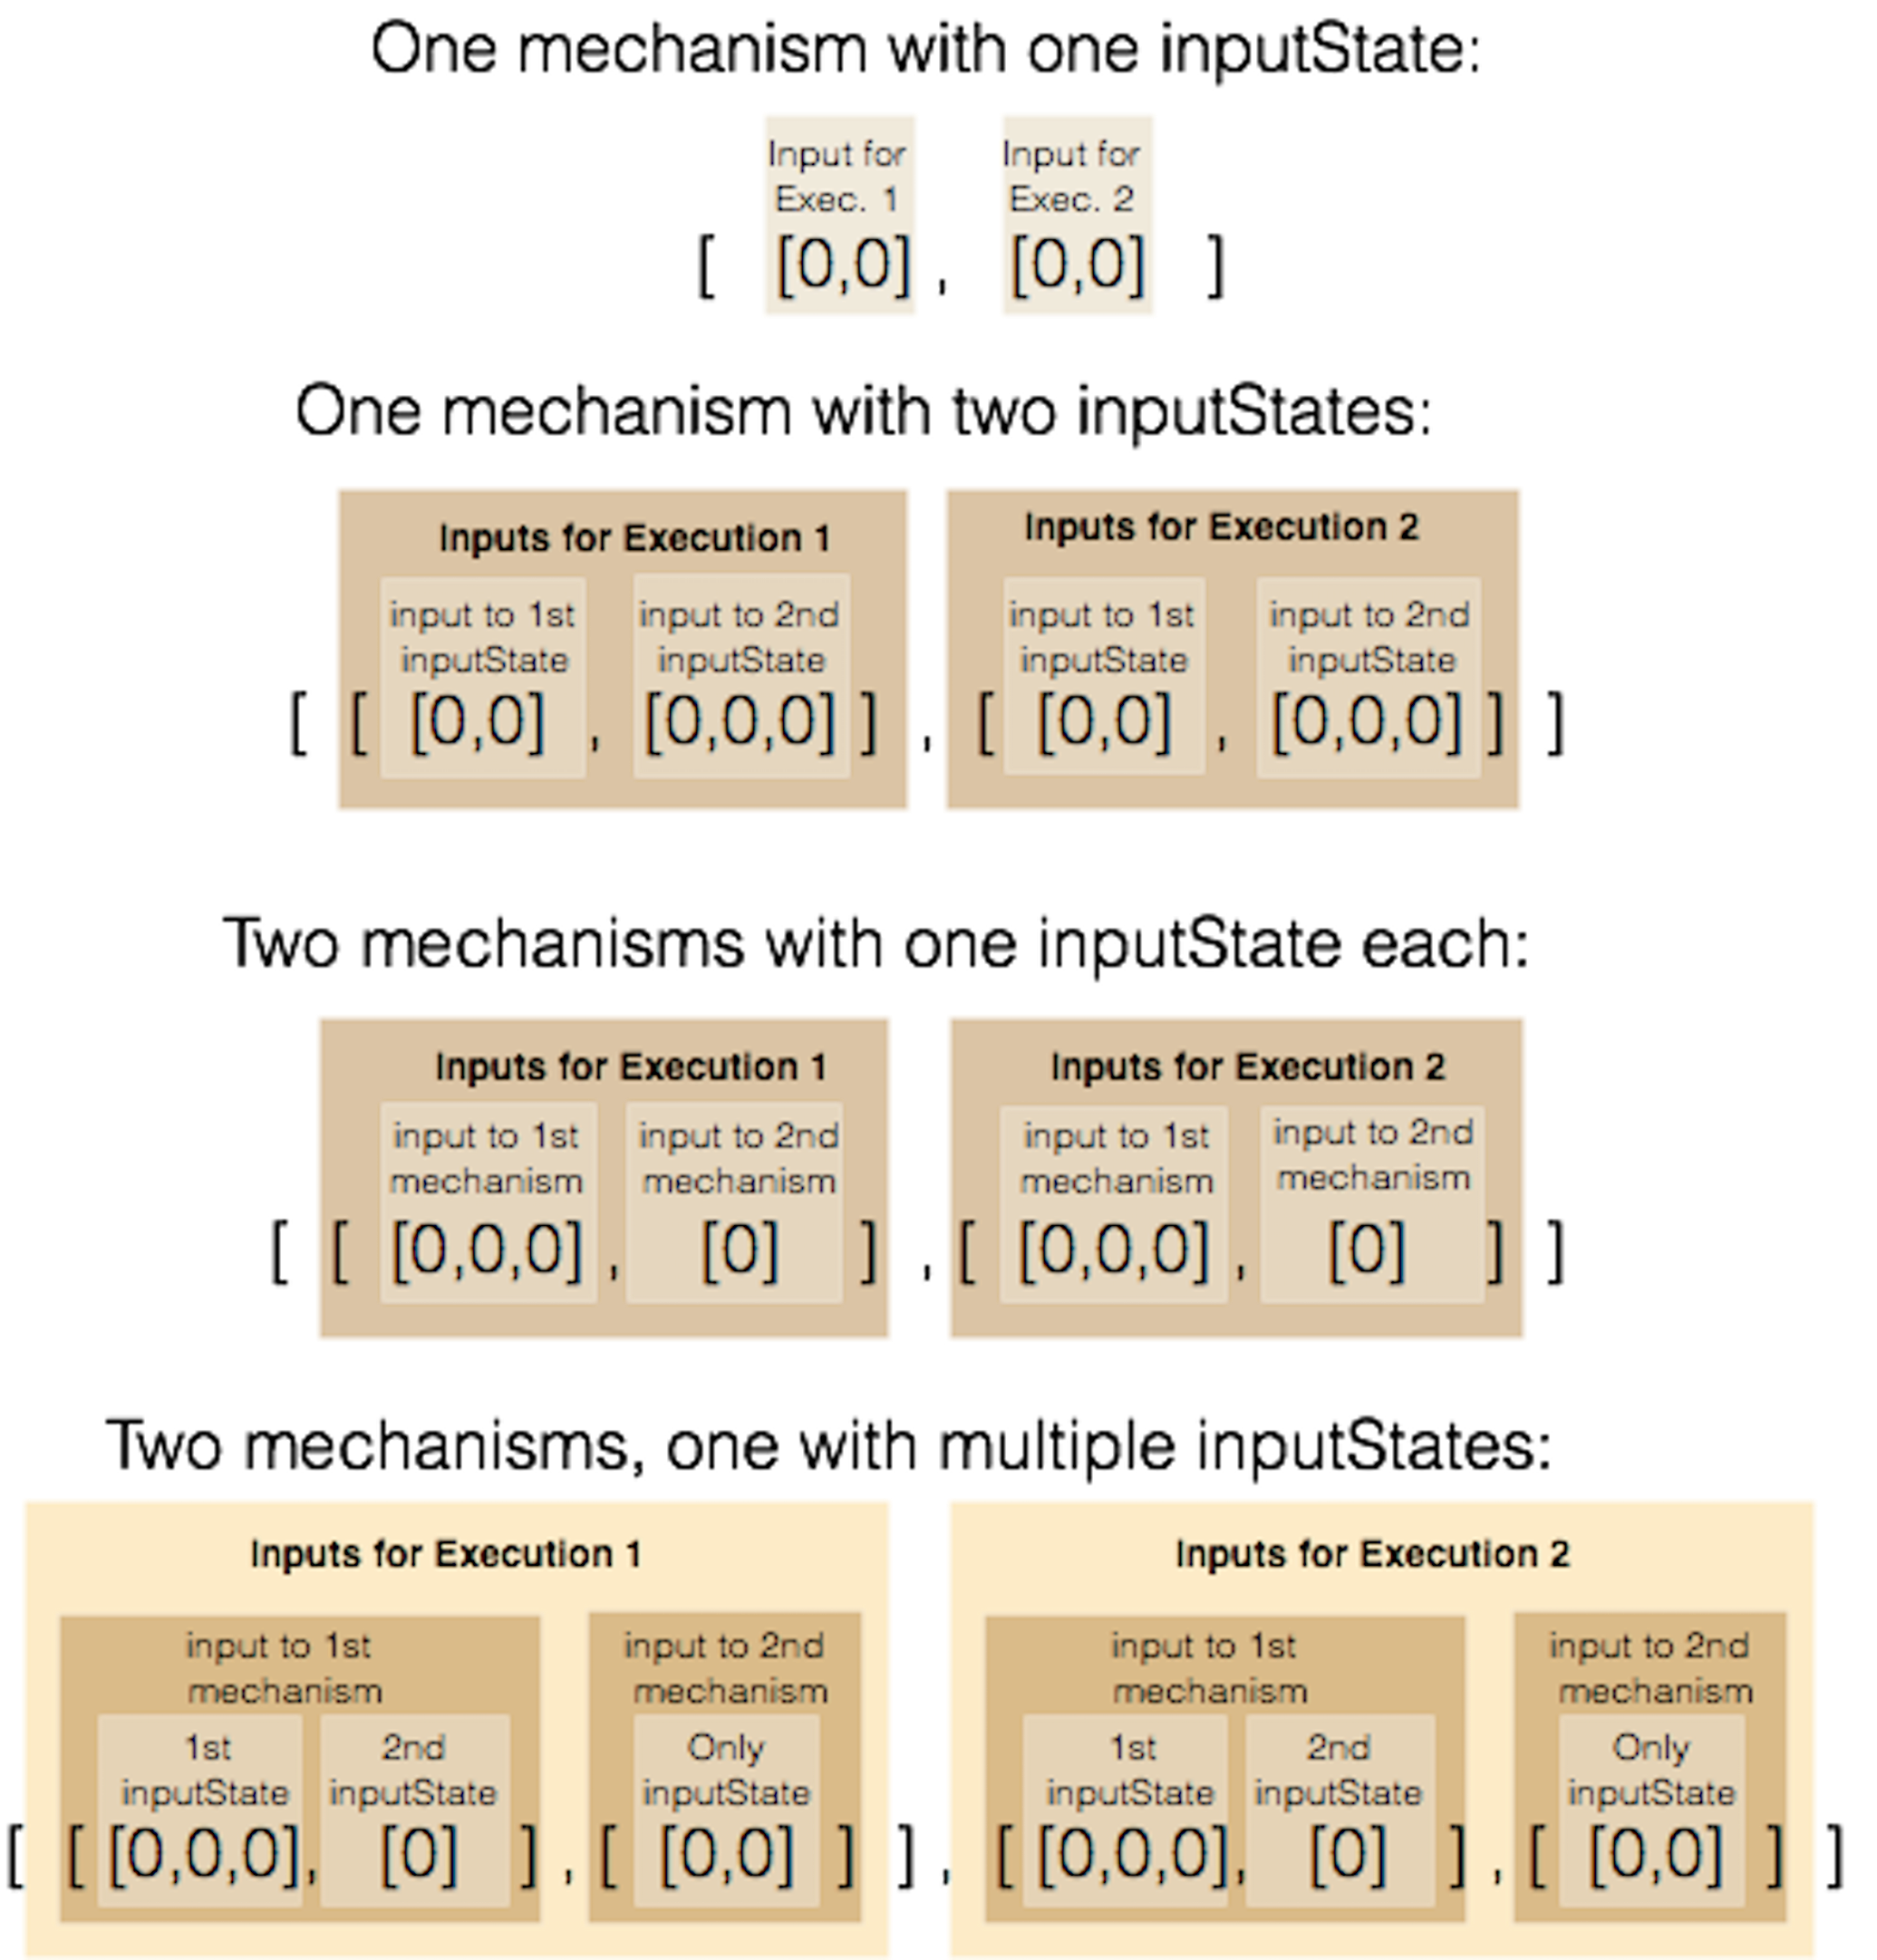 One mechanism with one inputState:
Input for Input for
Exec. 1 Exec. 2
[ [0,0] , [0,0] ]
One mechanism with two inputStates:
Inputs for Execution 1 Inputs for Execution 2
input to 1st input to 2nd input to 1st input to 2nd
inputState inputState inputState inputState
[ [ [0,0] , [0,0,0] ] , [ [0,0] , [0,0,0] ] ]
Two mechanisms with one inputState each:
Inputs for Execution 1 Inputs for Execution 2
input to 1st input to 2nd input to 1st input to 2nd
mechanism mechanism mechanism mechanism
[ [ [0,0,0] , [0] ] , [ [0,0,0] , [0] ] ]
Two mechanisms, one with multiple inputStates:
Inputs for Execution 1 Inputs for Execution 2
input to 1st input to 2nd input to 1st input to 2nd
mechanism mechanism mechanism mechanism
1st 2nd Only 1st 2nd Only
inputState inputState inputState inputState inputState inputState
[ [ [0,0,0], [0] ] , [ [0,0] ] ] , [ [0,0,0], [0] ] , [ [0,0] ] ]